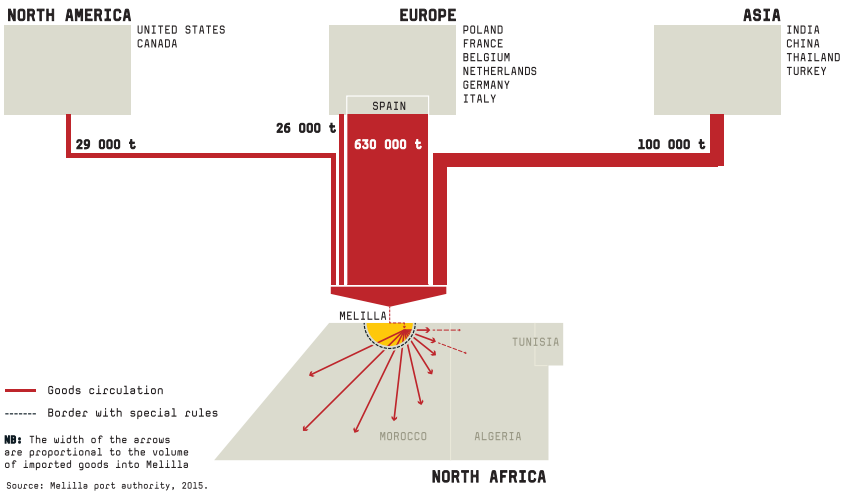 NORTH AMERICA
UNITED STATES
CANADA
EUROPE
POLAND
FRANCE
BELGIUM
NETHERLANDS
GERMANY
ITALY
ASIA
INDIA
CHINA
THAILAND
TURKEY
SPAIN
26 000 t
29 000 t
630 000 t
100 000 t
MELILLA
TUNISIA
MOROCCO
ALGERIA
NORTH AFRICA
Goods circulation
Border with special rules
NB: The width of the arrows
are proportional to the volume
of imported goods into Melilla
Source: Melilla port authority, 2015.